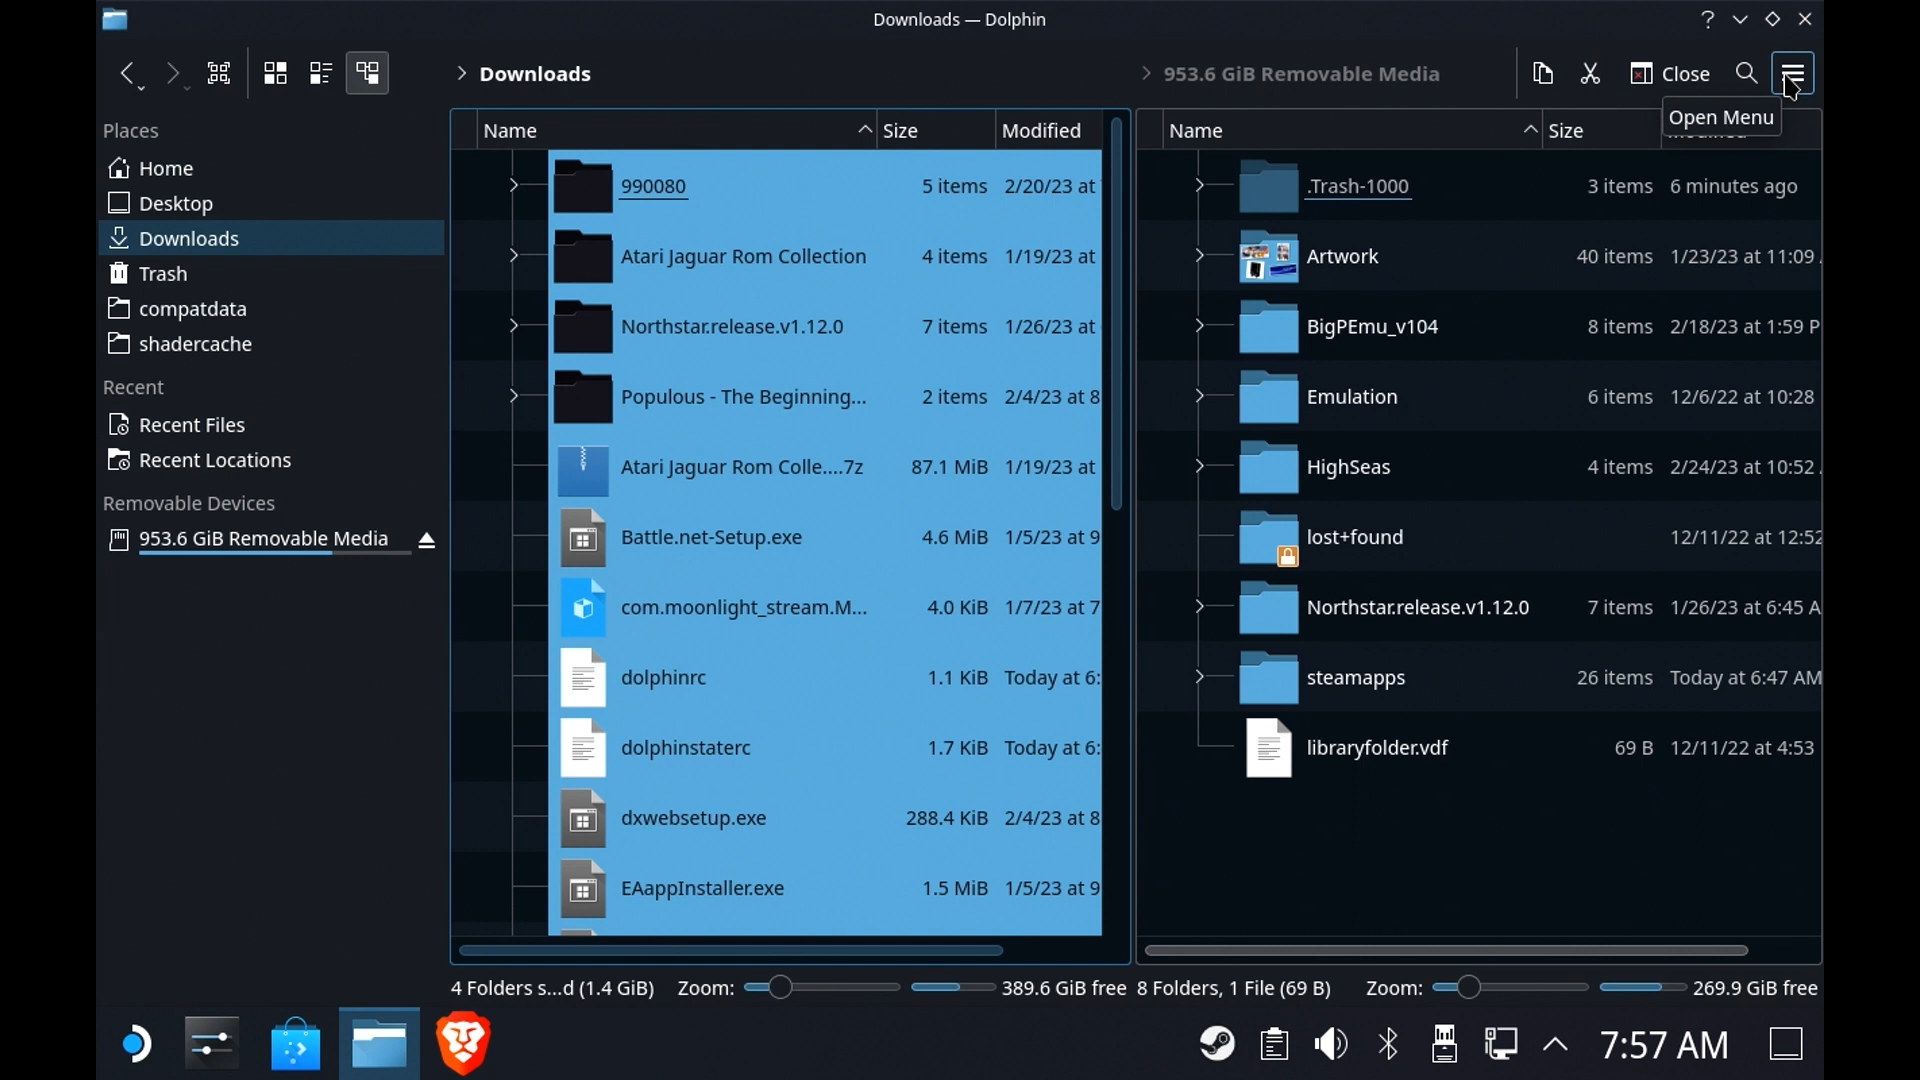 Downloads — Dolphin
Downloads
953.6 GiB Removable Media
Close
Open Menu
Places
Home
Desktop
Downloads
Trash
compatdata
shadercache
Recent
Recent Files
Recent Locations
Removable Devices
953.6 GiB Removable Media
Name Size Modified
990080 5 items 2/20/23 at
Atari Jaguar Rom Collection 4 items 1/19/23 at
Northstar.release.v1.12.0 7 items 1/26/23 at
Populous - The Beginning... 2 items 2/4/23 at 8
Atari Jaguar Rom Colle....7z 87.1 MiB 1/19/23 at
Battle.net-Setup.exe 4.6 MiB 1/5/23 at 9
com.moonlight_stream.M... 4.0 KiB 1/7/23 at 7
dolphinrc 1.1 KiB Today at 6:
dolphinstaterc 1.7 KiB Today at 6:
dxwebsetup.exe 288.4 KiB 2/4/23 at 8
EAappInstaller.exe 1.5 MiB 1/5/23 at 9
4 Folders s...d (1.4 GiB) Zoom: 389.6 GiB free
Name Size
.Trash-1000 3 items 6 minutes ago
Artwork 40 items 1/23/23 at 11:09
BigPEmu_v104 8 items 2/18/23 at 1:59 P
Emulation 6 items 12/6/22 at 10:28
HighSeas 4 items 2/24/23 at 10:52
lost+found 12/11/22 at 12:52
Northstar.release.v1.12.0 7 items 1/26/23 at 6:45 A
steamapps 26 items Today at 6:47 AM
libraryfolder.vdf 69 B 12/11/22 at 4:53
8 Folders, 1 File (69 B) Zoom: 269.9 GiB free
7:57 AM